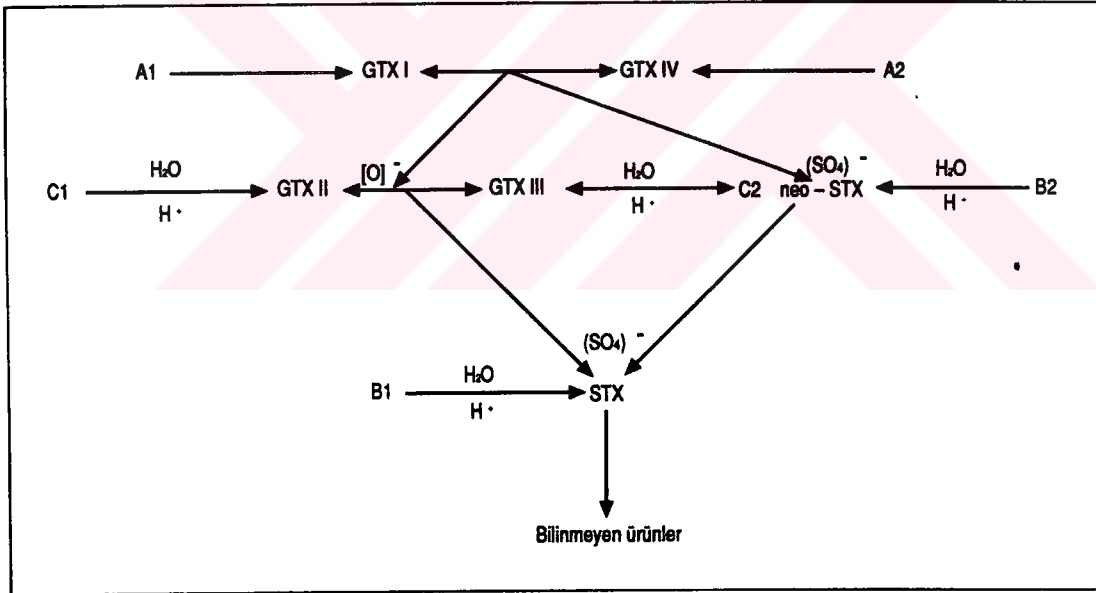 A1 GTX I GTX IV A2
[O] - (SO₄) -
H₂O H₂O H₂O
C1 GTX II GTX III C2 neo – STX B2
H + H + H +
(SO₄) -
H₂O
B1 STX
H +
Bilinmeyen ürünler